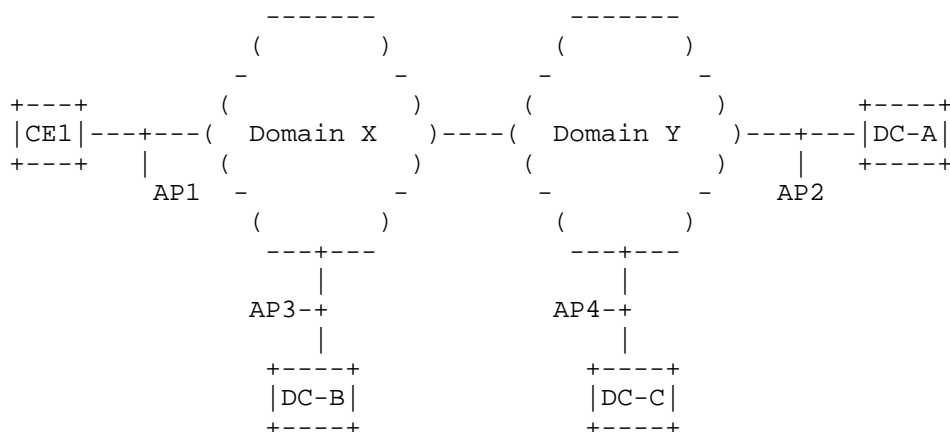 -------              -------
                (       )            (       )
               -         -          -         -
+---+         (           )        (           )         +----+
|CE1|---+---(  Domain X   )----(  Domain Y   )---+---|DC-A|
+---+    |    (           )        (           )    |    +----+
         AP1   -         -          -         -   AP2
                (       )            (       )
                 ---+---              ---+---
                    |                    |
                AP3-+                AP4-+
                    |                    |
                 +----+               +----+
                 |DC-B|               |DC-C|
                 +----+               +----+